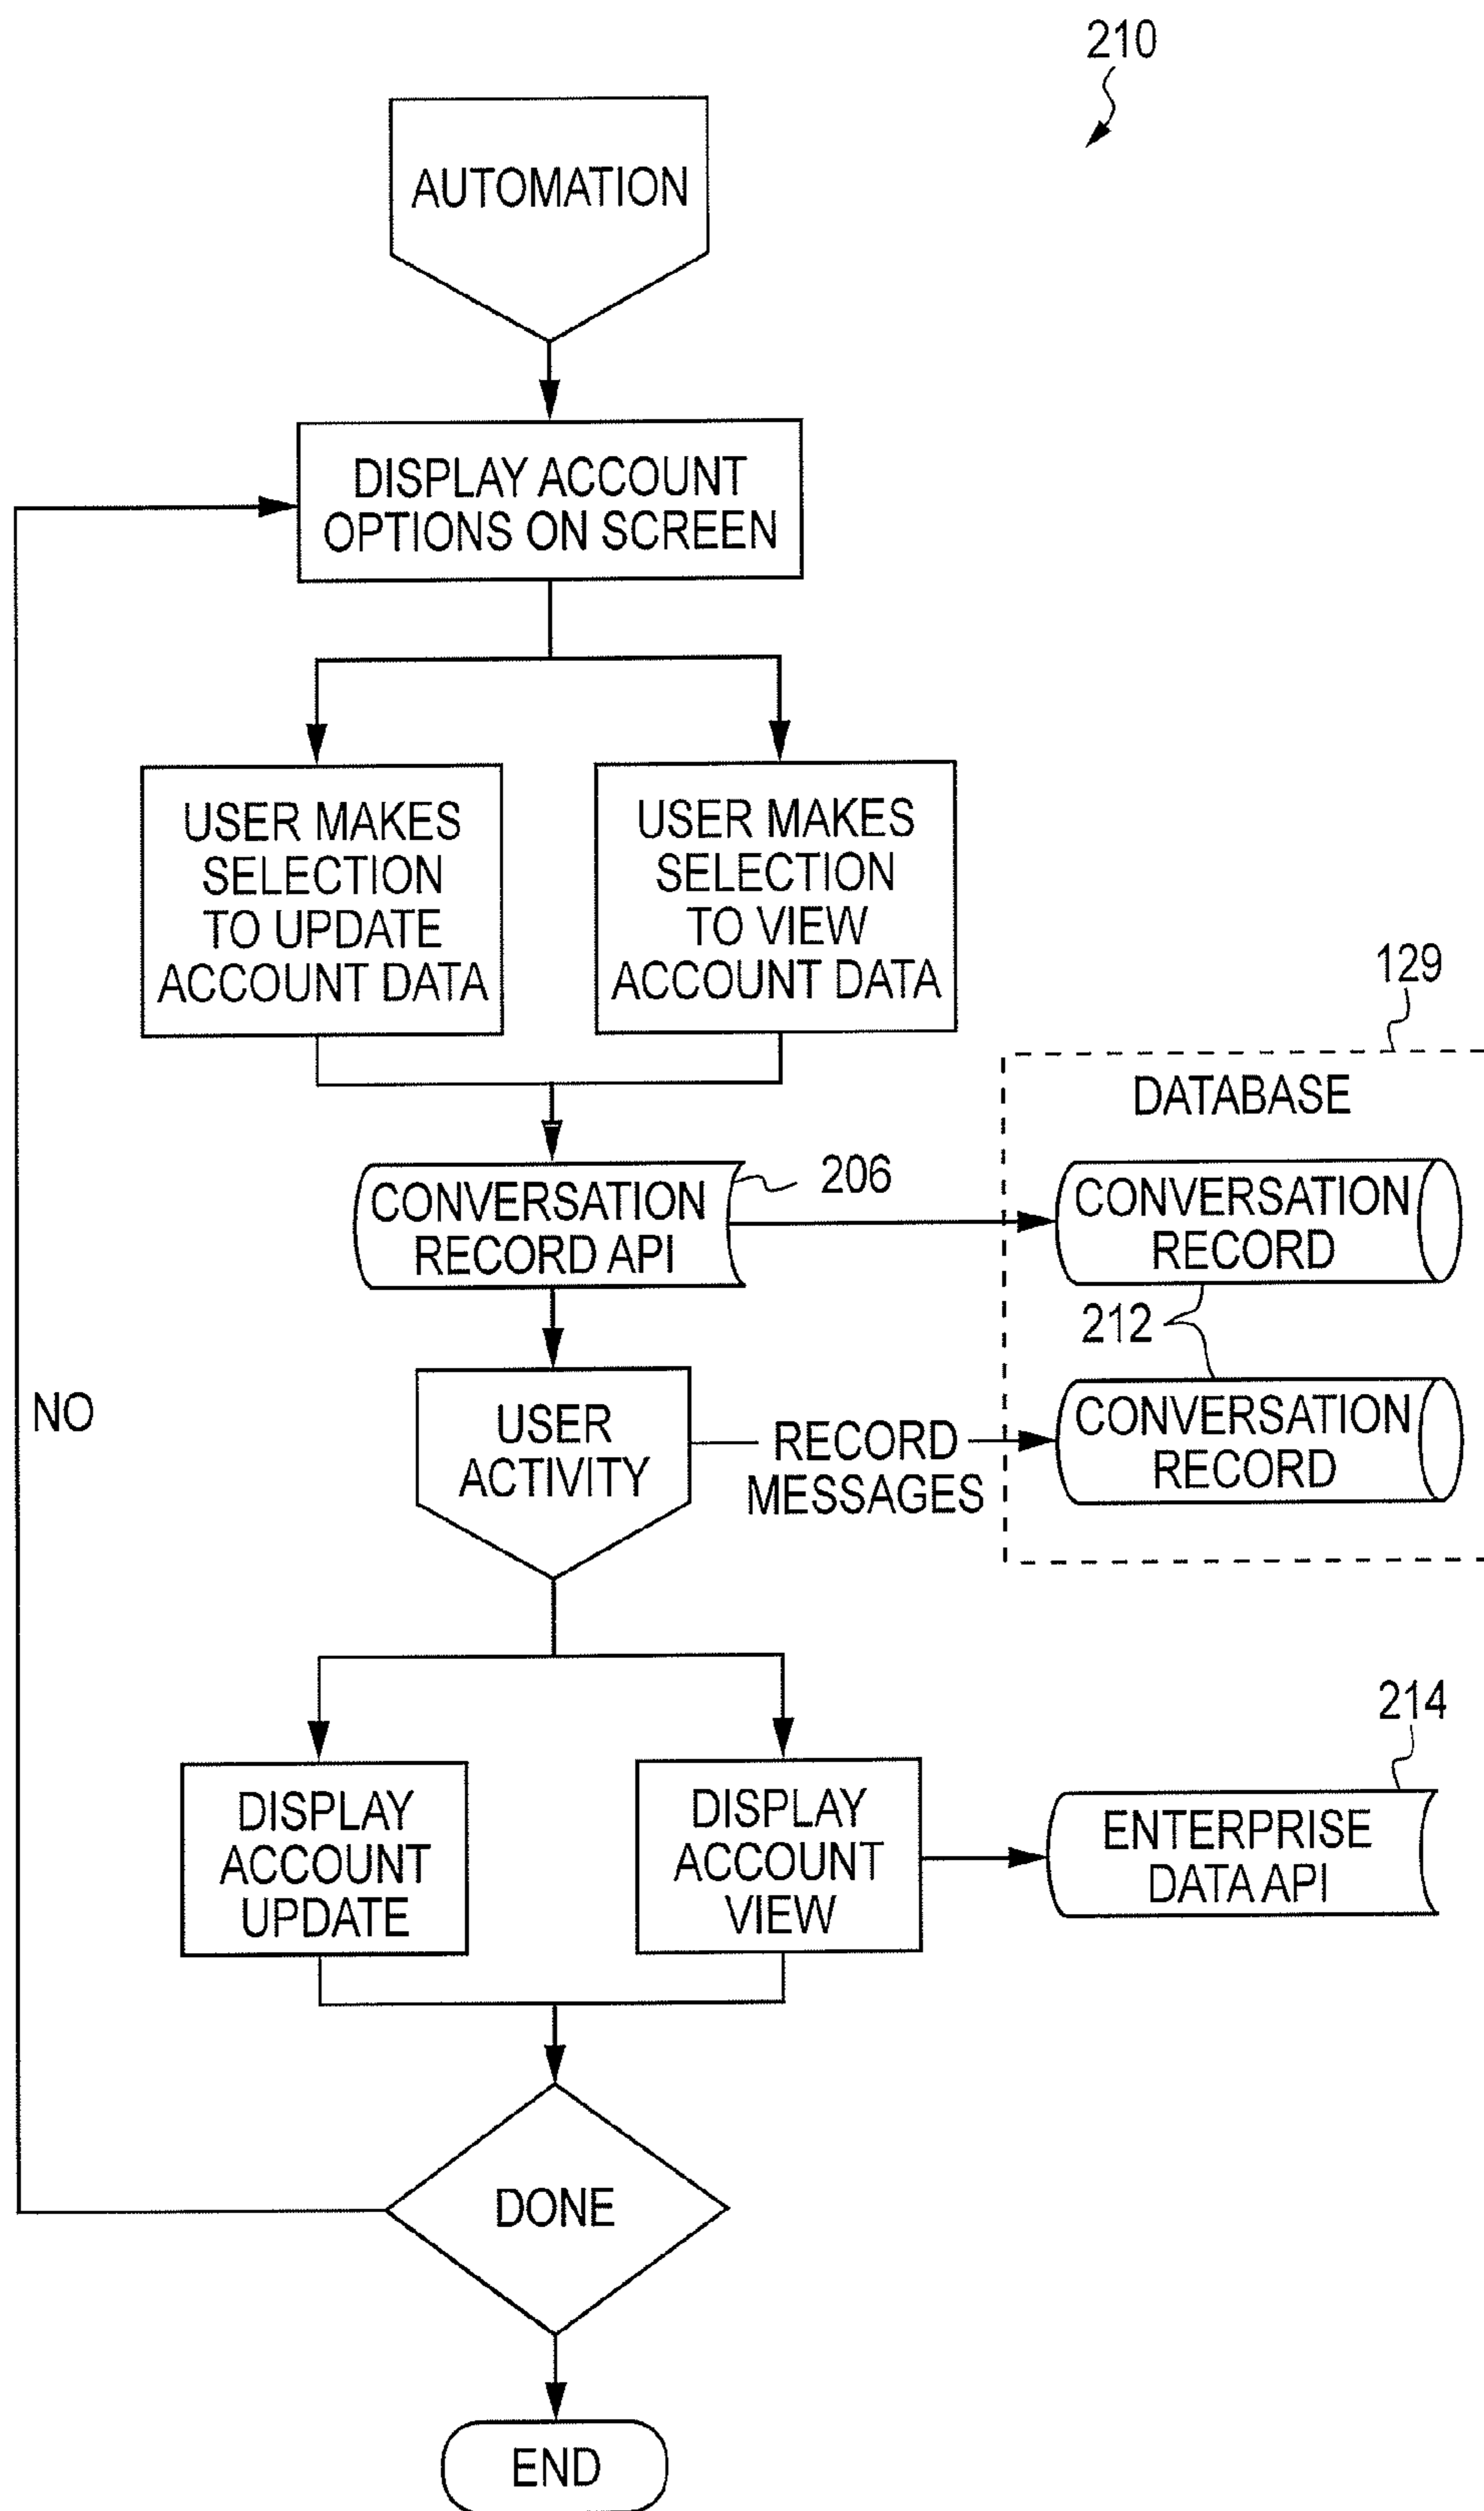 210
AUTOMATION
DISPLAY ACCOUNT
OPTIONS ON SCREEN
USER MAKES
SELECTION
TO UPDATE
ACCOUNT DATA
USER MAKES
SELECTION
TO VIEW
ACCOUNT DATA
129
DATABASE
CONVERSATION
RECORD API
206
CONVERSATION
RECORD
212
NO
USER
ACTIVITY
RECORD
MESSAGES
CONVERSATION
RECORD
214
DISPLAY
ACCOUNT
UPDATE
DISPLAY
ACCOUNT
VIEW
ENTERPRISE
DATA API
DONE
END